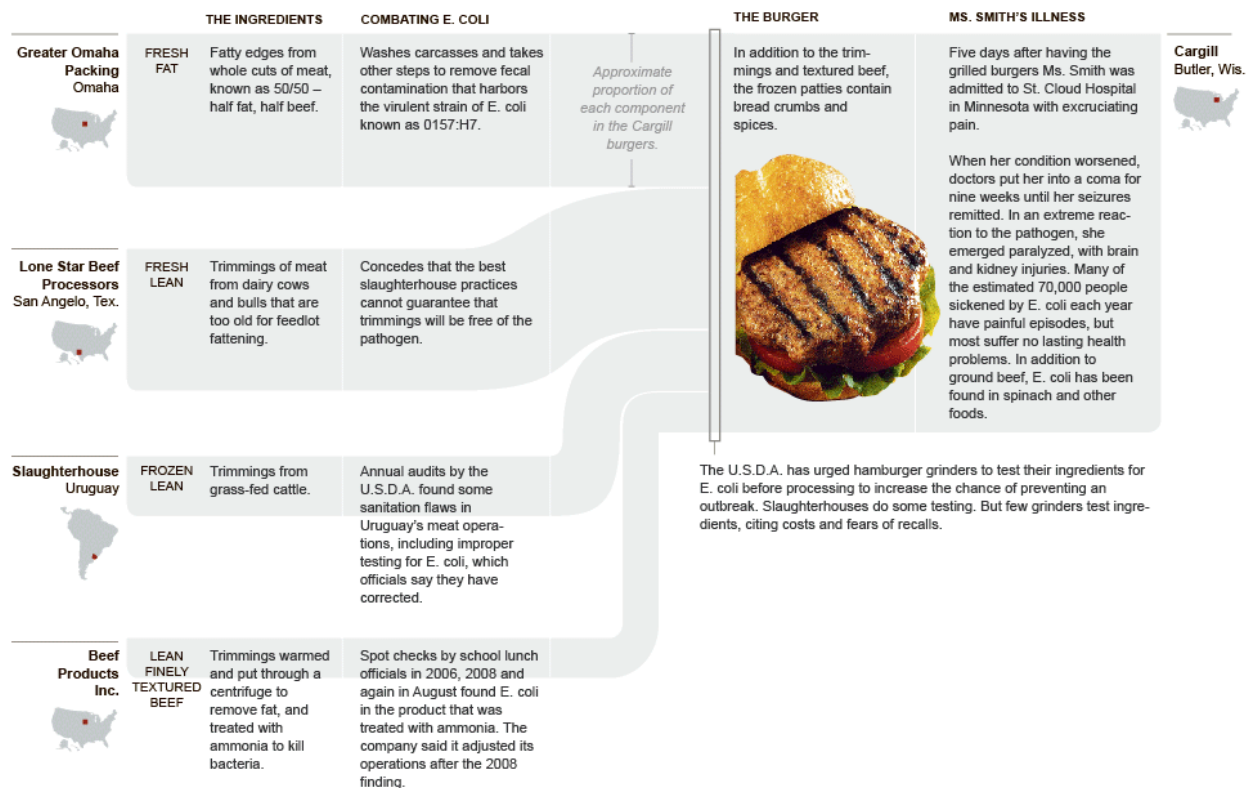 THE INGREDIENTS
COMBATING E. COLI
THE BURGER
MS. SMITH'S ILLNESS
Greater Omaha
Packing
Omaha
FRESH
FAT
Fatty edges from
whole cuts of meat,
known as 50/50 –
half fat, half beef.
Washes carcasses and takes
other steps to remove fecal
contamination that harbors
the virulent strain of E. coli
known as 0157:H7.
Approximate
proportion of
each component
in the Cargill
burgers.
In addition to the trim-
mings and textured beef,
the frozen patties contain
bread crumbs and
spices.
Five days after having the
grilled burgers Ms. Smith was
admitted to St. Cloud Hospital
in Minnesota with excruciating
pain.
When her condition worsened,
doctors put her into a coma for
nine weeks until her seizures
remitted. In an extreme reac-
tion to the pathogen, she
emerged paralyzed, with brain
and kidney injuries. Many of
the estimated 70,000 people
sickened by E. coli each year
have painful episodes, but
most suffer no lasting health
problems. In addition to
ground beef, E. coli has been
found in spinach and other
foods.
Cargill
Butler, Wis.
Lone Star Beef
Processors
San Angelo, Tex.
FRESH
LEAN
Trimmings of meat
from dairy cows
and bulls that are
too old for feedlot
fattening.
Concedes that the best
slaughterhouse practices
cannot guarantee that
trimmings will be free of the
pathogen.
Slaughterhouse
Uruguay
FROZEN
LEAN
Trimmings from
grass-fed cattle.
Annual audits by the
U.S.D.A. found some
sanitation flaws in
Uruguay's meat opera-
tions, including improper
testing for E. coli, which
officials say they have
corrected.
The U.S.D.A. has urged hamburger grinders to test their ingredients for
E. coli before processing to increase the chance of preventing an
outbreak. Slaughterhouses do some testing. But few grinders test ingre-
dients, citing costs and fears of recalls.
Beef
Products
Inc.
LEAN
FINELY
TEXTURED
BEEF
Trimmings warmed
and put through a
centrifuge to
remove fat, and
treated with
ammonia to kill
bacteria.
Spot checks by school lunch
officials in 2006, 2008 and
again in August found E. coli
in the product that was
treated with ammonia. The
company said it adjusted its
operations after the 2008
finding.